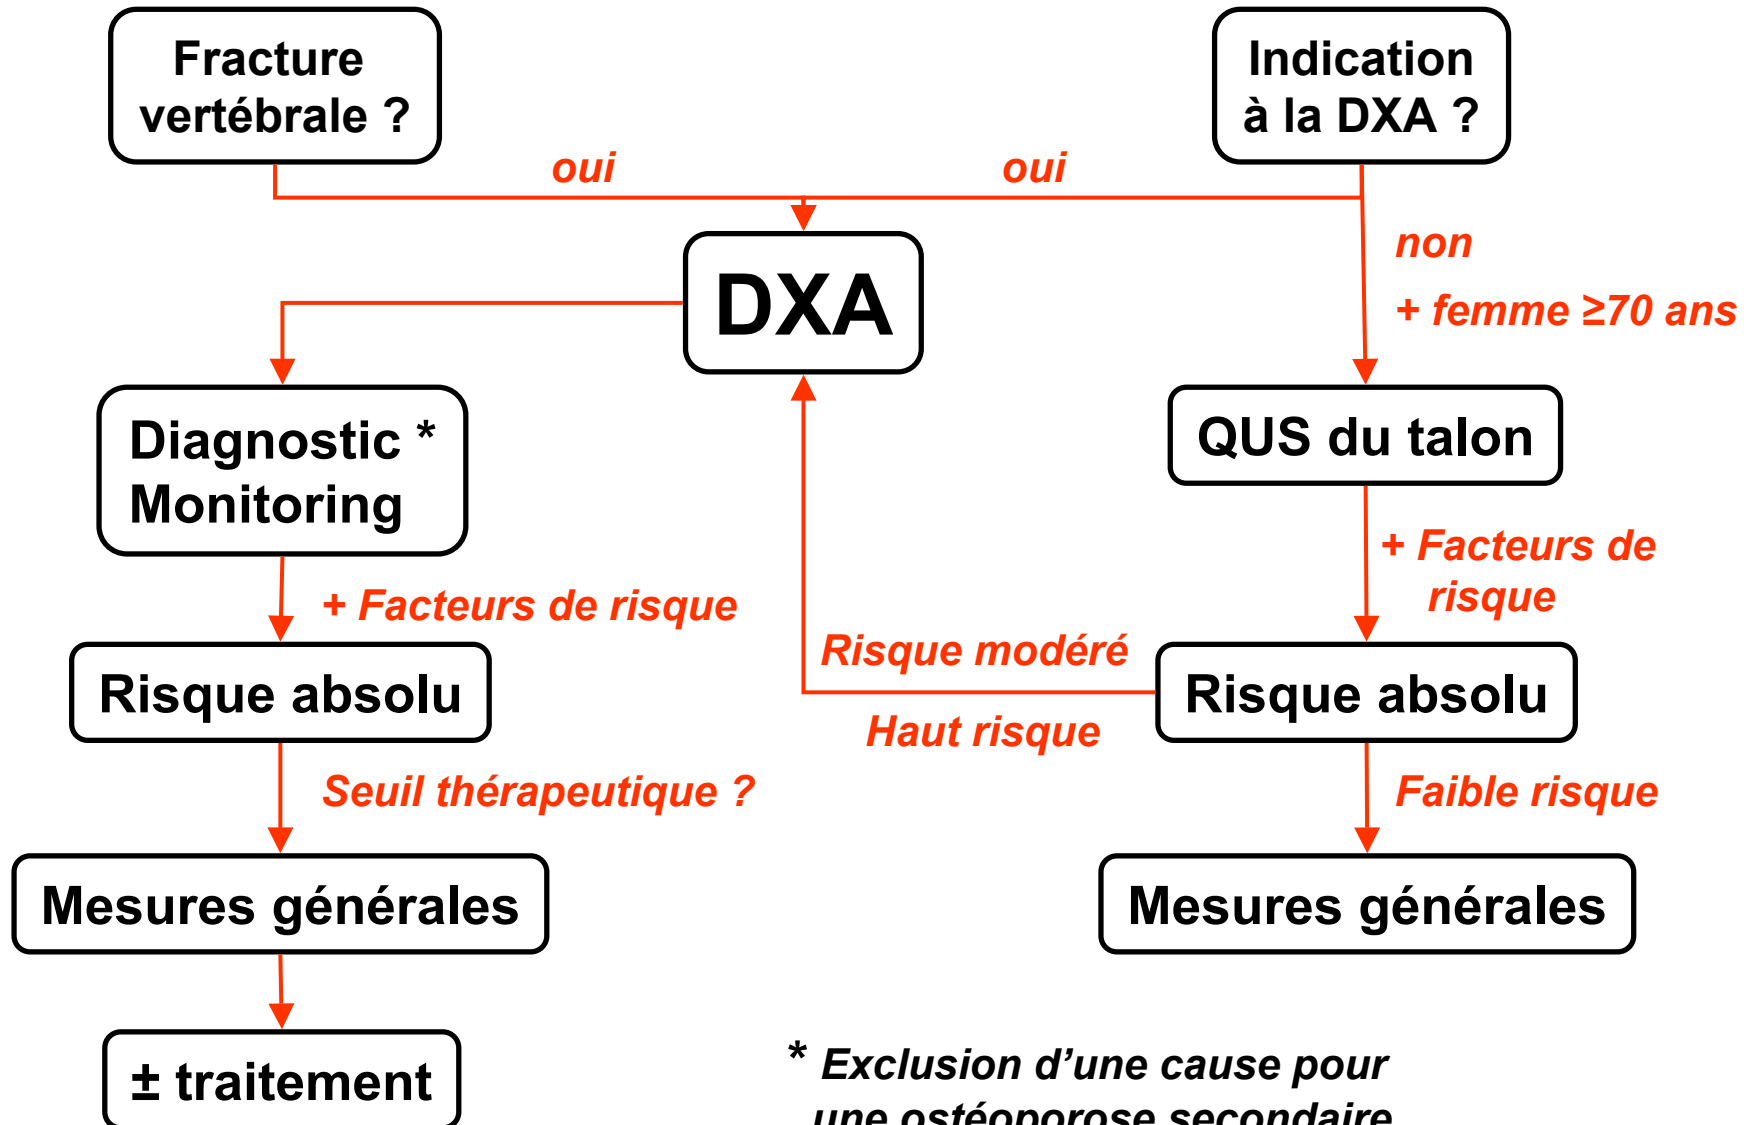 Fracture
vertébrale ?
Indication
à la DXA ?
oui
oui
non
+ femme ≥70 ans
DXA
Diagnostic *
Monitoring
QUS du talon
+ Facteurs de risque
+ Facteurs de
risque
Risque absolu
Risque modéré
Haut risque
Risque absolu
Seuil thérapeutique ?
Faible risque
Mesures générales
Mesures générales
± traitement
* Exclusion d’une cause pour
une ostéoporose secondaire